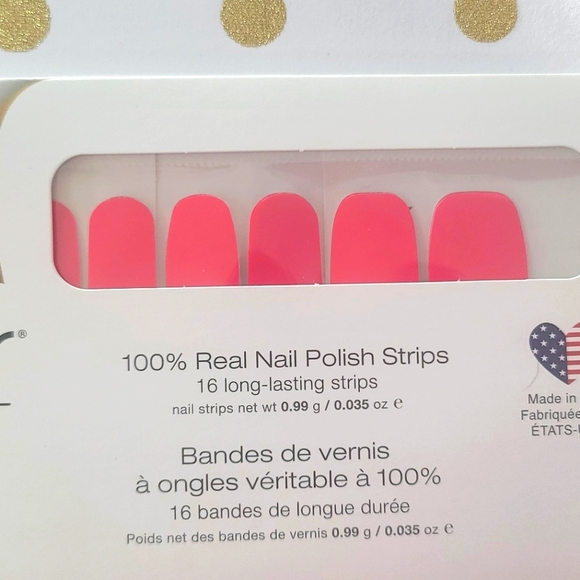 ®
100% Real Nail Polish Strips
16 long-lasting strips
nail strips net wt 0.99 g / 0.035 oz ℮
Made in
Fabriquée
ÉTATS-
Bandes de vernis
à ongles véritable à 100%
16 bandes de longue durée
Poids net des bandes de vernis 0.99 g / 0.035 oz ℮